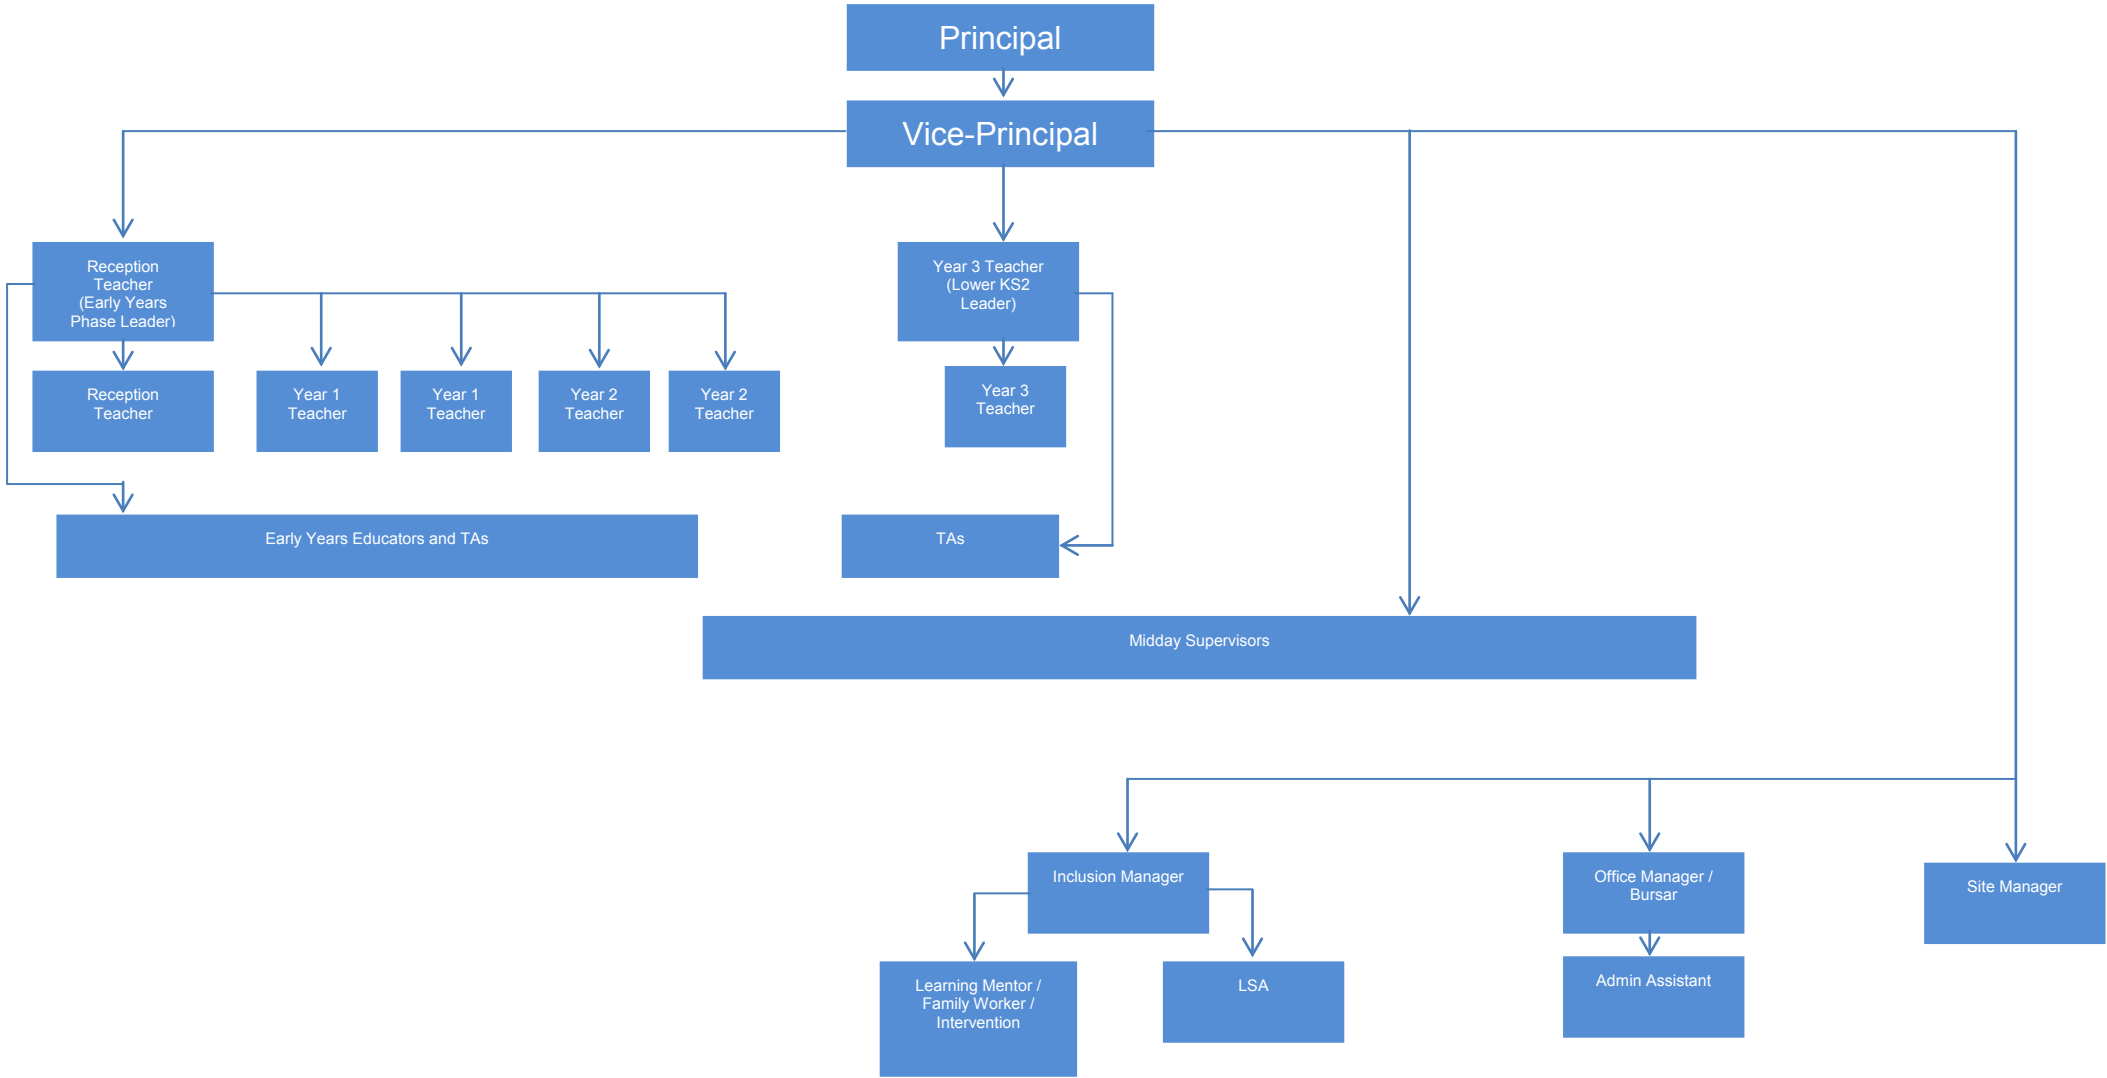 Principal
Vice-Principal
Reception
Teacher
(Early Years
Phase Leader)
Year 3 Teacher
(Lower KS2
Leader)
Reception
Teacher
Year 1
Teacher
Year 1
Teacher
Year 2
Teacher
Year 2
Teacher
Year 3
Teacher
Early Years Educators and TAs
TAs
Midday Supervisors
Inclusion Manager
Office Manager /
Bursar
Site Manager
Learning Mentor /
Family Worker /
Intervention
LSA
Admin Assistant